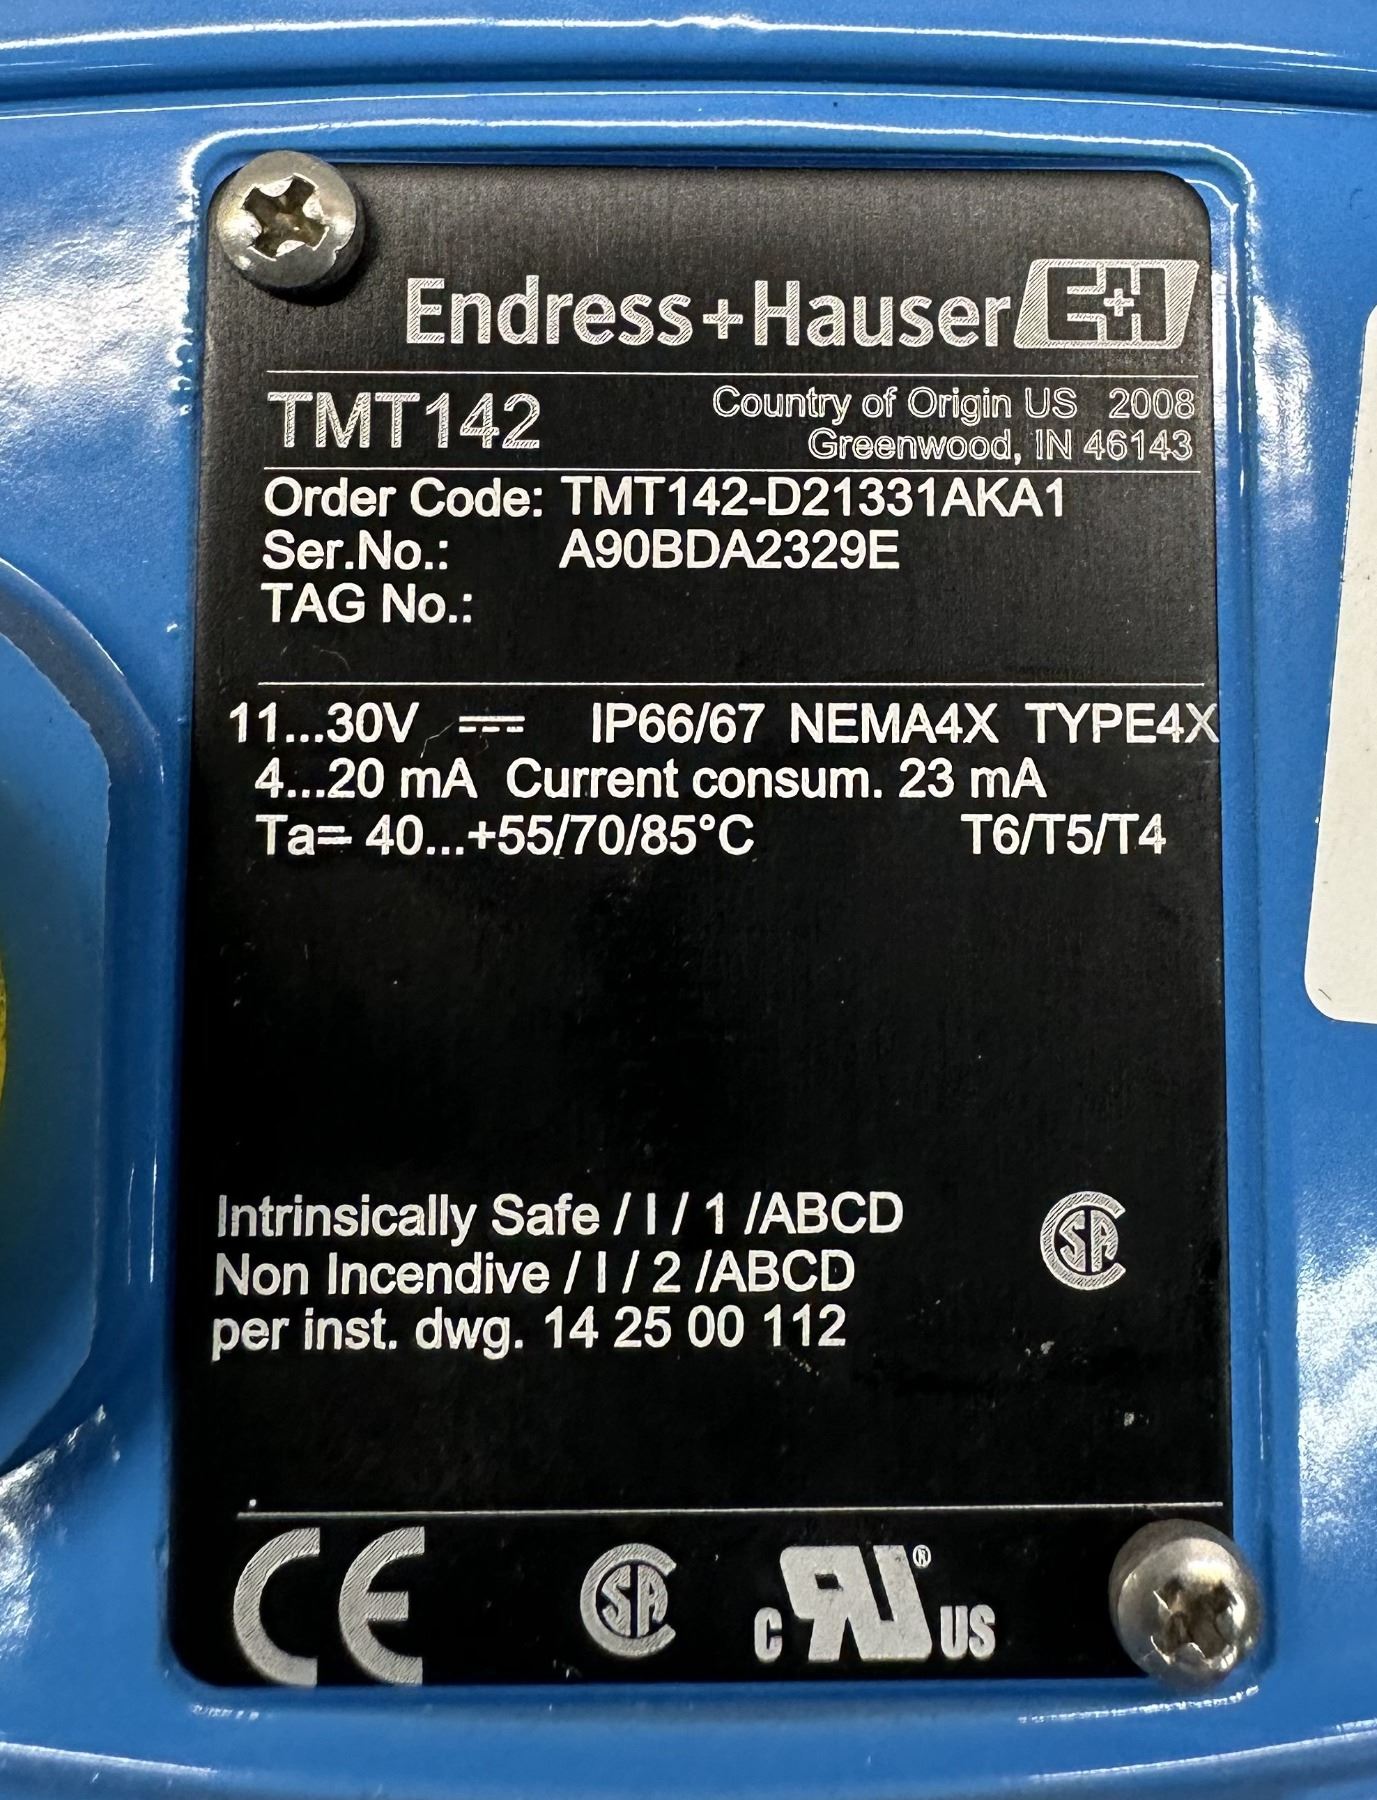 Endress+Hauser E+H
TMT142
Country of Origin US 2008
Greenwood, IN 46143
Order Code: TMT142-D21331AKA1
Ser.No.: A90BDA2329E
TAG No.:
11...30V ⎓ IP66/67 NEMA4X TYPE4X
4...20 mA Current consum. 23 mA
Ta= 40...+55/70/85°C T6/T5/T4
Intrinsically Safe / I / 1 /ABCD
Non Incendive / I / 2 /ABCD
per inst. dwg. 14 25 00 112
SA
CE SA c RU ® US